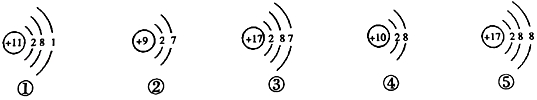 +11 2 8 1
+9 2 7
+17 2 8 7
+10 2 8
+17 2 8 8
① ② ③ ④ ⑤